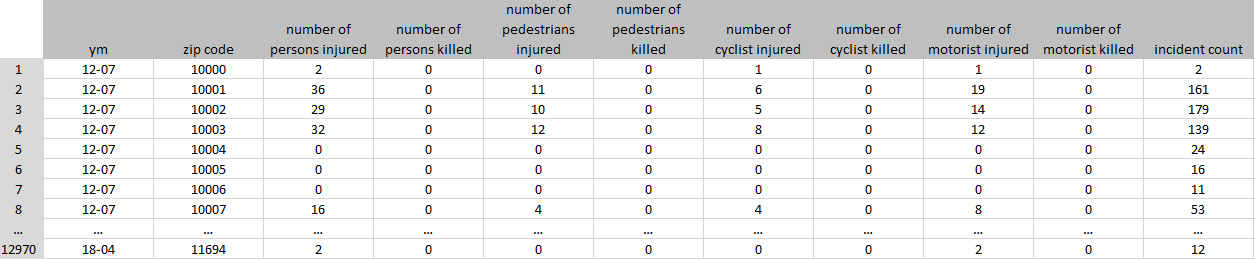 ym zip code number of persons injured number of persons killed number of pedestrians injured number of pedestrians killed number of cyclist injured number of cyclist killed number of motorist injured number of motorist killed incident count
1 12-07 10000 2 0 0 0 1 0 1 0 2
2 12-07 10001 36 0 11 0 6 0 19 0 161
3 12-07 10002 29 0 10 0 5 0 14 0 179
4 12-07 10003 32 0 12 0 8 0 12 0 139
5 12-07 10004 0 0 0 0 0 0 0 0 24
6 12-07 10005 0 0 0 0 0 0 0 0 16
7 12-07 10006 0 0 0 0 0 0 0 0 11
8 12-07 10007 16 0 4 0 4 0 8 0 53
... ... ... ... ... ... ... ... ... ... ... ...
12970 18-04 11694 2 0 0 0 0 0 2 0 12